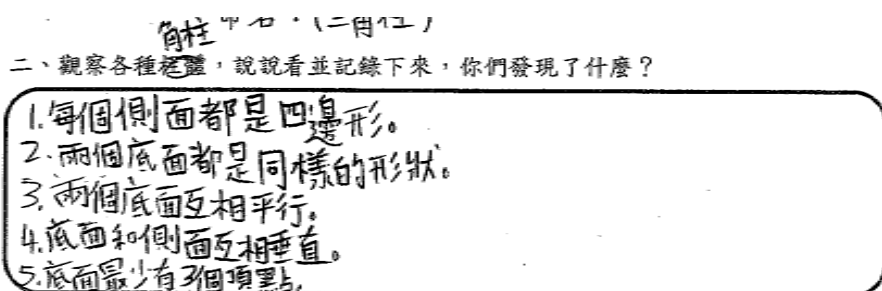 角柱
二、觀察各種柱體，說說看並記錄下來，你們發現了什麼？
1.每個側面都是四邊形。
2.兩個底面都是同樣的形狀。
3.兩個底面互相平行。
4.底面和側面互相垂直。
5.底面最少有3個頂點.